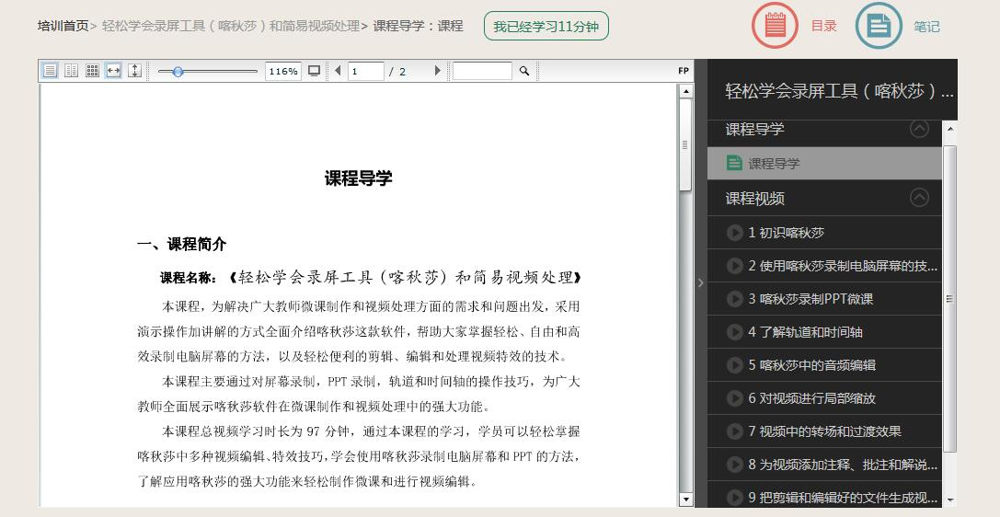 培训首页> 轻松学会录屏工具（喀秋莎）和简易视频处理> 课程导学：课程
我已经学习11分钟
目录
笔记
116%
1 / 2
FP
课程导学
一、课程简介
课程名称：《轻松学会录屏工具（喀秋莎）和简易视频处理》
本课程，为解决广大教师微课制作和视频处理方面的需求和问题出发，采用
演示操作加讲解的方式全面介绍喀秋莎这款软件，帮助大家掌握轻松、自由和高
效录制电脑屏幕的方法，以及轻松便利的剪辑、编辑和处理视频特效的技术。
本课程主要通过对屏幕录制，PPT 录制，轨道和时间轴的操作技巧，为广大
教师全面展示喀秋莎软件在微课制作和视频处理中的强大功能。
本课程总视频学习时长为 97 分钟，通过本课程的学习，学员可以轻松掌握
喀秋莎中多种视频编辑、特效技巧，学会使用喀秋莎录制电脑屏幕和 PPT 的方法，
了解应用喀秋莎的强大功能来轻松制作微课和进行视频编辑。
轻松学会录屏工具（喀秋莎）...
课程导学
课程导学
课程视频
1 初识喀秋莎
2 使用喀秋莎录制电脑屏幕的技...
3 喀秋莎录制PPT微课
4 了解轨道和时间轴
5 喀秋莎中的音频编辑
6 对视频进行局部缩放
7 视频中的转场和过渡效果
8 为视频添加注释、批注和解说...
9 把剪辑和编辑好的文件生成视...